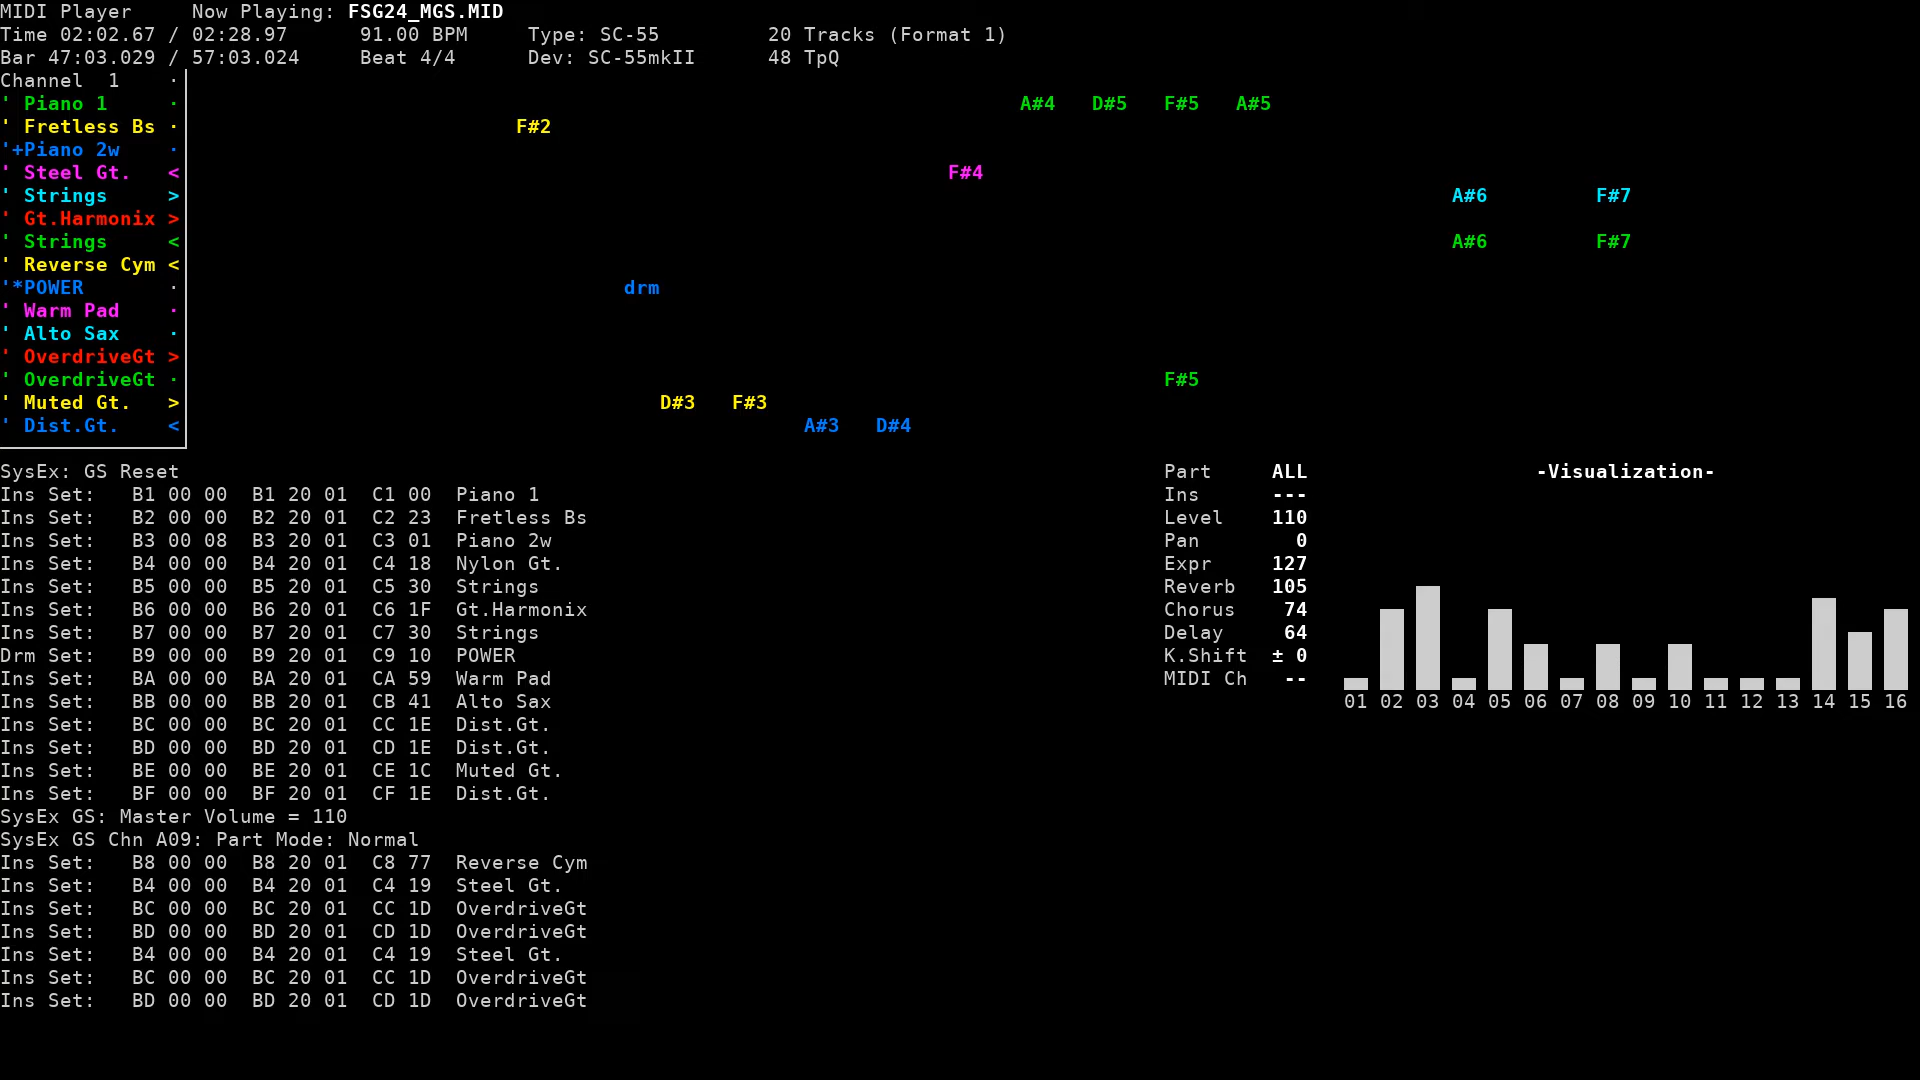 MIDI Player     Now Playing: FSG24_MGS.MID
Time 02:02.67 / 02:28.97      91.00 BPM     Type: SC-55         20 Tracks (Format 1)
Bar 47:03.029 / 57:03.024     Beat 4/4      Dev: SC-55mkII      48 TpQ
Channel  1    ·
' Piano 1     ·     A#4   D#5   F#5   A#5
' Fretless Bs ·     F#2
'+Piano 2w    ·
' Steel Gt.   <     F#4
' Strings     >     A#6   F#7
' Gt.Harmonix >
' Strings     <     A#6   F#7
' Reverse Cym <
'*POWER       ·     drm
' Warm Pad    ·
' Alto Sax    ·
' OverdriveGt >
' OverdriveGt ·     F#5
' Muted Gt.   >     D#3   F#3
' Dist.Gt.    <     A#3   D#4
SysEx: GS Reset
Ins Set:   B1 00 00  B1 20 01  C1 00  Piano 1
Ins Set:   B2 00 00  B2 20 01  C2 23  Fretless Bs
Ins Set:   B3 00 08  B3 20 01  C3 01  Piano 2w
Ins Set:   B4 00 00  B4 20 01  C4 18  Nylon Gt.
Ins Set:   B5 00 00  B5 20 01  C5 30  Strings
Ins Set:   B6 00 00  B6 20 01  C6 1F  Gt.Harmonix
Ins Set:   B7 00 00  B7 20 01  C7 30  Strings
Drm Set:   B9 00 00  B9 20 01  C9 10  POWER
Ins Set:   BA 00 00  BA 20 01  CA 59  Warm Pad
Ins Set:   BB 00 00  BB 20 01  CB 41  Alto Sax
Ins Set:   BC 00 00  BC 20 01  CC 1E  Dist.Gt.
Ins Set:   BD 00 00  BD 20 01  CD 1E  Dist.Gt.
Ins Set:   BE 00 00  BE 20 01  CE 1C  Muted Gt.
Ins Set:   BF 00 00  BF 20 01  CF 1E  Dist.Gt.
SysEx GS: Master Volume = 110
SysEx GS Chn A09: Part Mode: Normal
Ins Set:   B8 00 00  B8 20 01  C8 77  Reverse Cym
Ins Set:   B4 00 00  B4 20 01  C4 19  Steel Gt.
Ins Set:   BC 00 00  BC 20 01  CC 1D  OverdriveGt
Ins Set:   BD 00 00  BD 20 01  CD 1D  OverdriveGt
Ins Set:   B4 00 00  B4 20 01  C4 19  Steel Gt.
Ins Set:   BC 00 00  BC 20 01  CC 1D  OverdriveGt
Ins Set:   BD 00 00  BD 20 01  CD 1D  OverdriveGt
Part     ALL
Ins      ---
Level    110
Pan        0
Expr     127
Reverb   105
Chorus    74
Delay     64
K.Shift  ± 0
MIDI Ch   --
-Visualization-
01 02 03 04 05 06 07 08 09 10 11 12 13 14 15 16